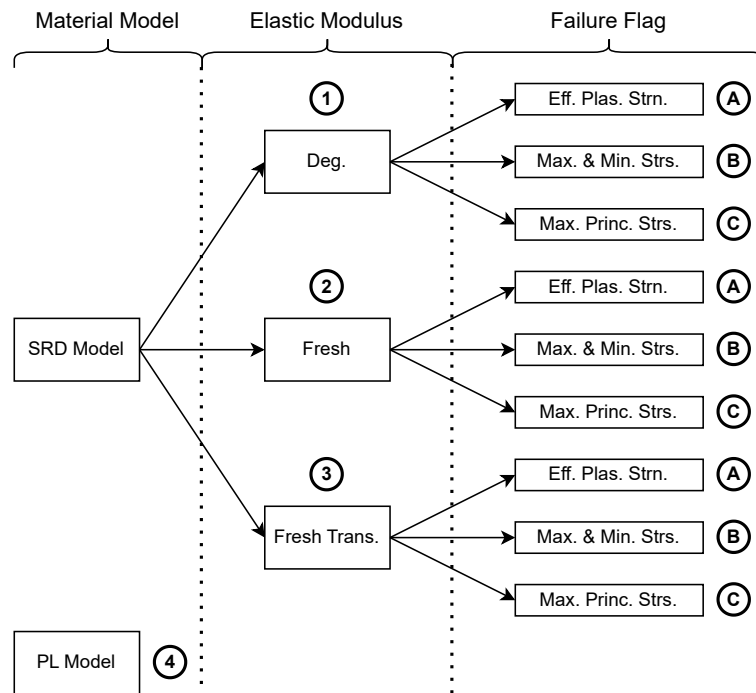 Material Model
Elastic Modulus
Failure Flag
1
Eff. Plas. Strn.
A
Deg.
Max. & Min. Strs.
B
Max. Princ. Strs.
C
2
Eff. Plas. Strn.
A
SRD Model
Fresh
Max. & Min. Strs.
B
Max. Princ. Strs.
C
3
Eff. Plas. Strn.
A
Fresh Trans.
Max. & Min. Strs.
B
Max. Princ. Strs.
C
PL Model
4